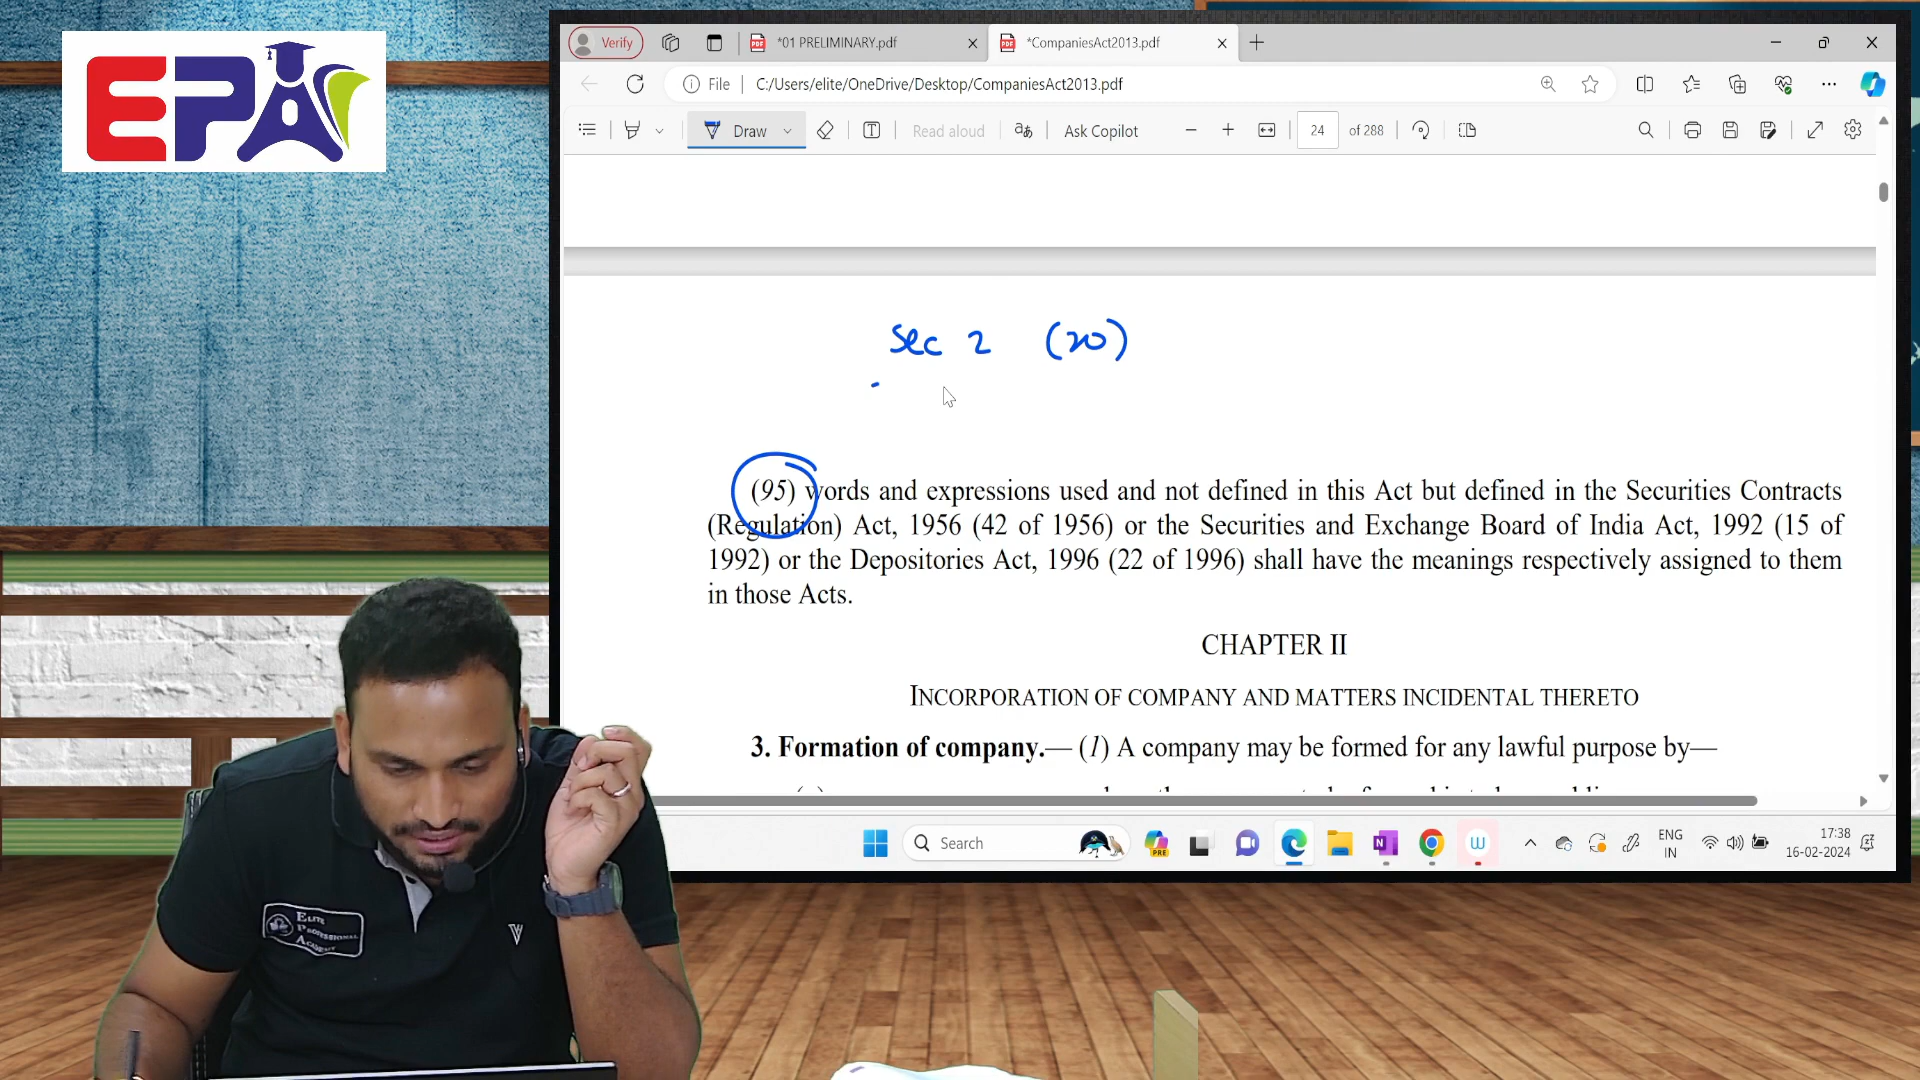 EPA
Verify
*01 PRELIMINARY.pdf
*CompaniesAct2013.pdf
File
C:/Users/elite/OneDrive/Desktop/CompaniesAct2013.pdf
Draw
Read aloud
Ask Copilot
24 of 288
Sec 2 (20)
(95) words and expressions used and not defined in this Act but defined in the Securities Contracts
(Regulation) Act, 1956 (42 of 1956) or the Securities and Exchange Board of India Act, 1992 (15 of
1992) or the Depositories Act, 1996 (22 of 1996) shall have the meanings respectively assigned to them
in those Acts.
CHAPTER II
INCORPORATION OF COMPANY AND MATTERS INCIDENTAL THERETO
3. Formation of company.— (1) A company may be formed for any lawful purpose by—
Search
PRE
ENG
IN
17:38
16-02-2024
ELITE
PROFESSIONAL
ACADEMY